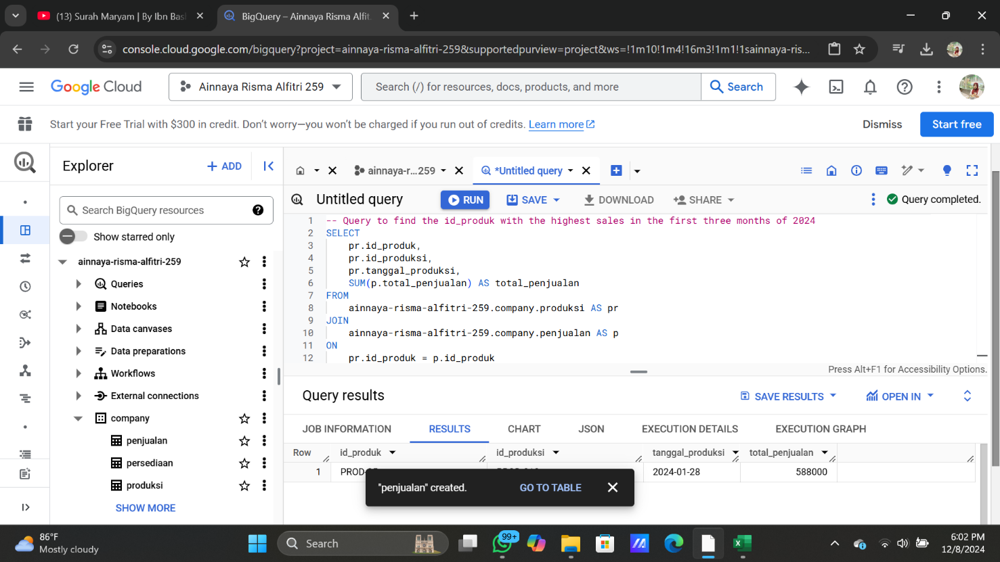 (13) Surah Maryam | By Ibn Bas
BigQuery – Ainnaya Risma Alfit
console.cloud.google.com/bigquery?project=ainnaya-risma-alfitri-259&supportedpurview=project&ws=!1m10!1m4!16m3!1m1!1sainnaya-ris...
Google Cloud
Ainnaya Risma Alfitri 259
Search (/) for resources, docs, products, and more
Search
Start your Free Trial with $300 in credit. Don’t worry—you won’t be charged if you run out of credits. Learn more
Dismiss
Start free
Explorer
+ ADD
ainnaya-r...259
*Untitled query
Untitled query
RUN
SAVE
DOWNLOAD
SHARE
Query completed.
Search BigQuery resources
Show starred only
ainnaya-risma-alfitri-259
Queries
Notebooks
Data canvases
Data preparations
Workflows
External connections
company
penjualan
persediaan
produksi
SHOW MORE
1 -- Query to find the id_produk with the highest sales in the first three months of 2024
2 SELECT
3 pr.id_produk,
4 pr.id_produksi,
5 pr.tanggal_produksi,
6 SUM(p.total_penjualan) AS total_penjualan
7 FROM
8 ainnaya-risma-alfitri-259.company.produksi AS pr
9 JOIN
10 ainnaya-risma-alfitri-259.company.penjualan AS p
11 ON
12 pr.id_produk = p.id_produk
Press Alt+F1 for Accessibility Options.
Query results
SAVE RESULTS
OPEN IN
JOB INFORMATION
RESULTS
CHART
JSON
EXECUTION DETAILS
EXECUTION GRAPH
Row id_produk id_produksi tanggal_produksi total_penjualan
1 PROD- 2024-01-28 588000
"penjualan" created.
GO TO TABLE
86°F
Mostly cloudy
Search
99+
6:02 PM
12/8/2024